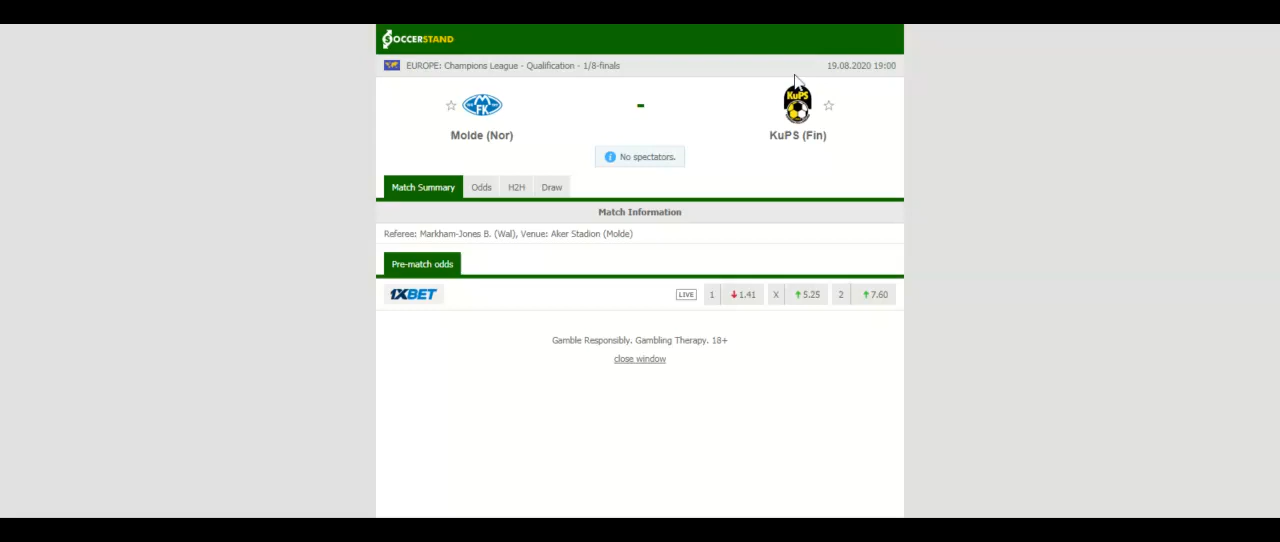 SOCCERSTAND
EUROPE: Champions League - Qualification - 1/8-finals 19.08.2020 19:00
MFK KuPS
-
Molde (Nor) KuPS (Fin)
No spectators.
Match Summary Odds H2H Draw
Match Information
Referee: Markham-Jones B. (Wal), Venue: Aker Stadion (Molde)
Pre-match odds
1XBET LIVE 1 1.41 X 5.25 2 7.60
Gamble Responsibly. Gambling Therapy. 18+
close window